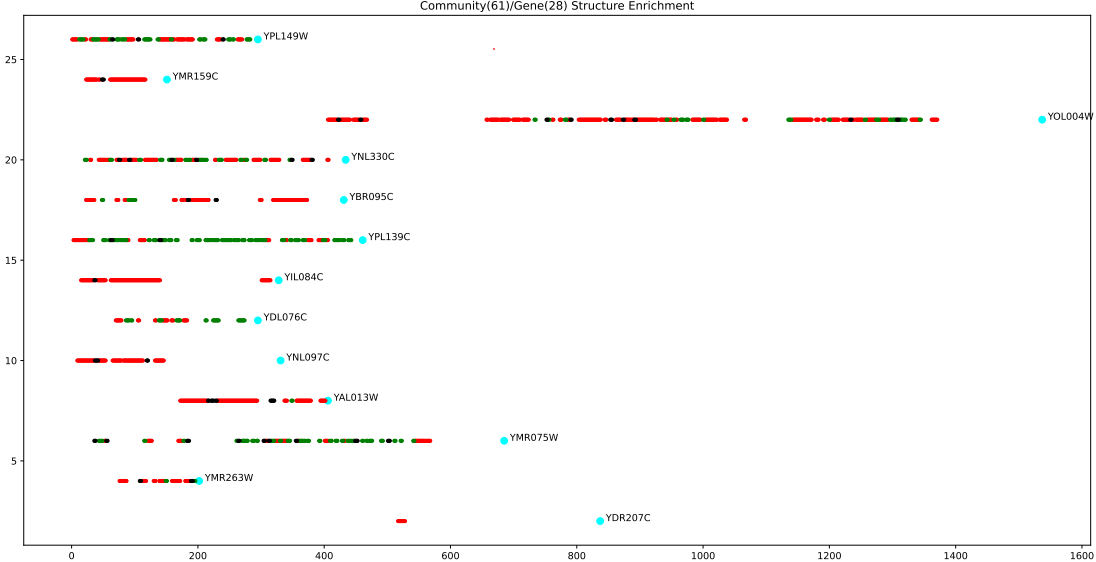 Community(61)/Gene(28) Structure Enrichment
YPL149W
25
YMR159C
YOL004W
20
YNL330C
YBR095C
YPL139C
15
YIL084C
YDL076C
10
YNL097C
YAL013W
YMR075W
5
YMR263W
YDR207C
0 200 400 600 800 1000 1200 1400 1600